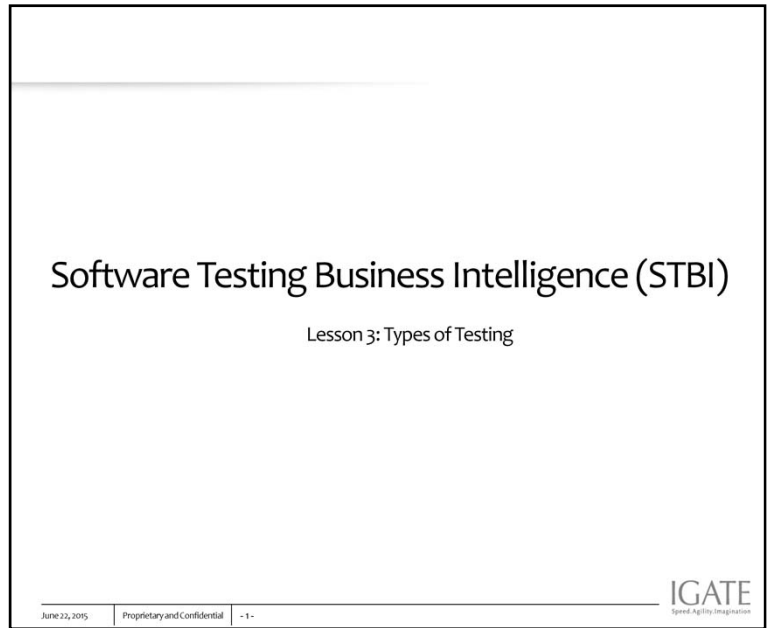 Software Testing Business Intelligence (STBI)
Lesson 3: Types of Testing
June 22, 2015 Proprietary and Confidential - 1 -
IGATE
Speed.Agility.Imagination